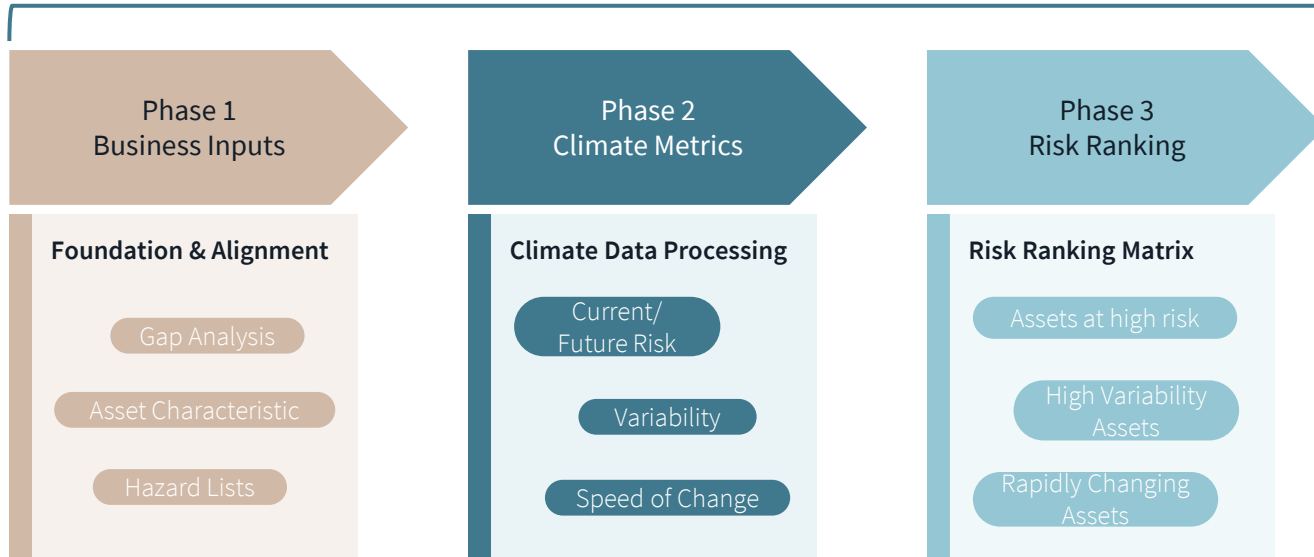 Phase 1
Business Inputs
Phase 2
Climate Metrics
Phase 3
Risk Ranking
Foundation & Alignment
Gap Analysis
Asset Characteristic
Hazard Lists
Climate Data Processing
Current/
Future Risk
Variability
Speed of Change
Risk Ranking Matrix
Assets at high risk
High Variability
Assets
Rapidly Changing
Assets